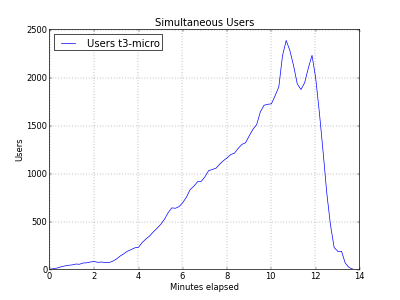 Simultaneous Users
Users t3-micro
Users
2500
2000
1500
1000
500
0
0 2 4 6 8 10 12 14
Minutes elapsed